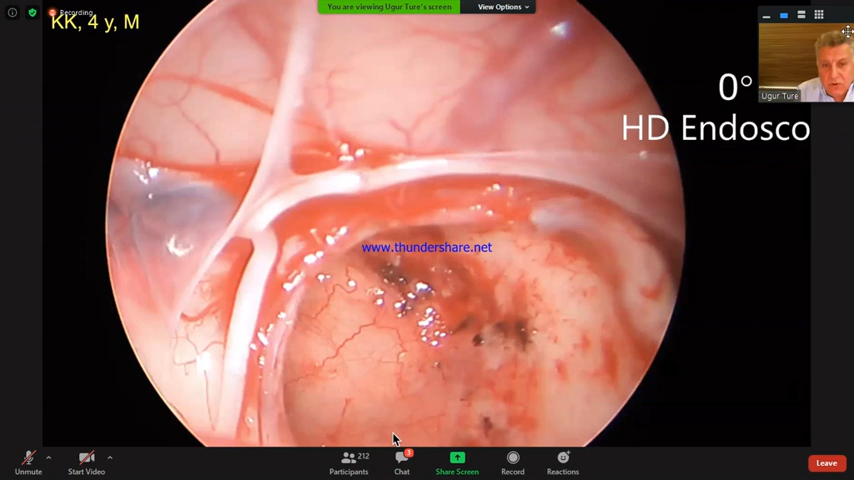 Recording
You are viewing Ugur Ture's screen
View Options
KK, 4 y, M
Ugur Ture
0°
HD Endosco
www.thundershare.net
212
3
Unmute
Start Video
Participants
Chat
Share Screen
Record
Reactions
Leave